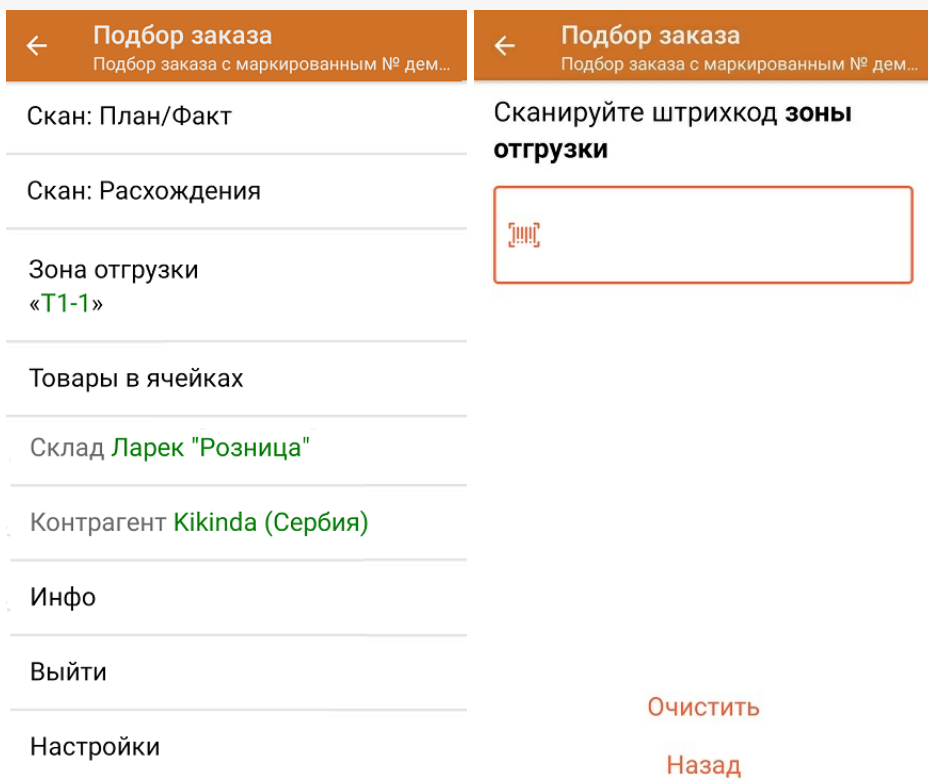 Подбор заказа
Подбор заказа с маркированным № дем...
Скан: План/Факт
Скан: Расхождения
Зона отгрузки
«Т1-1»
Товары в ячейках
Склад Ларек "Розница"
Контрагент Kikinda (Сербия)
Инфо
Выйти
Настройки
Подбор заказа
Подбор заказа с маркированным № дем...
Сканируйте штрихкод зоны
отгрузки
Очистить
Назад